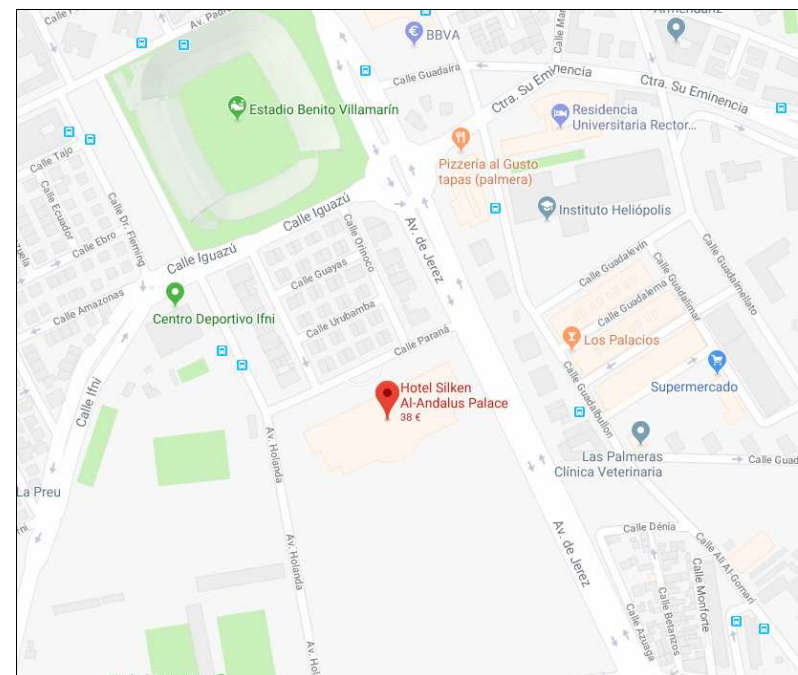 Av. Padre
Armendariz
BBVA
Calle Guadaíra
Ctra. Su Eminencia
Ctra. Su Eminencia
Estadio Benito Villamarín
Residencia
Universitaria Rector...
Calle Tajo
Pizzería al Gusto
tapas (palmera)
Calle Ecuador
Calle Dr. Fleming
Instituto Heliópolis
Calle Iguazú
Calle Iguazú
Calle Orinoco
Av. de Jerez
Calle Ebro
Calle Guayas
Calle Guadalevín
Calle Guadalema
Calle Guadalimar
Calle Guadalmellato
Calle Amazonas
Centro Deportivo Ifni
Calle Urubamba
Calle Paraná
Los Palacios
Supermercado
Hotel Silken
Al-Andalus Palace
38 €
Calle Ifni
Calle Guadalbullon
Av. Holanda
Las Palmeras
Clínica Veterinaria
Calle Guad
La Preu
Av. Holanda
Av. de Jerez
Calle Dénia
Calle Alí Al-Gomari
Calle Monforte
Calle Betanzos
Calle Azuaga
Av. Hol